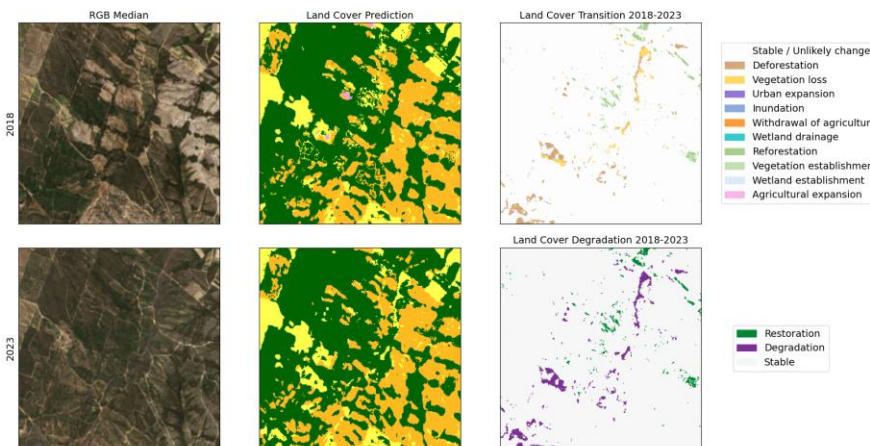 RGB Median
Land Cover Prediction
Land Cover Transition 2018-2023
2018
Stable / Unlikely change
Deforestation
Vegetation loss
Urban expansion
Inundation
Withdrawal of agricultur
Wetland drainage
Reforestation
Vegetation establishmen
Wetland establishment
Agricultural expansion
Land Cover Degradation 2018-2023
2023
Restoration
Degradation
Stable